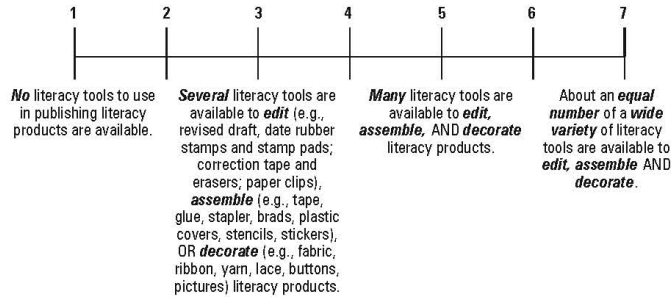 1 2 3 4 5 6 7
No literacy tools to use
in publishing literacy
products are available.
Several literacy tools are
available to edit (e.g.,
revised draft, date rubber
stamps and stamp pads;
correction tape and
erasers; paper clips),
assemble (e.g., tape,
glue, stapler, brads, plastic
covers, stencils, stickers),
OR decorate (e.g., fabric,
ribbon, yarn, lace, buttons,
pictures) literacy products.
Many literacy tools are
available to edit,
assemble, AND decorate
literacy products.
About an equal
number of a wide
variety of literacy
tools are available to
edit, assemble AND
decorate.